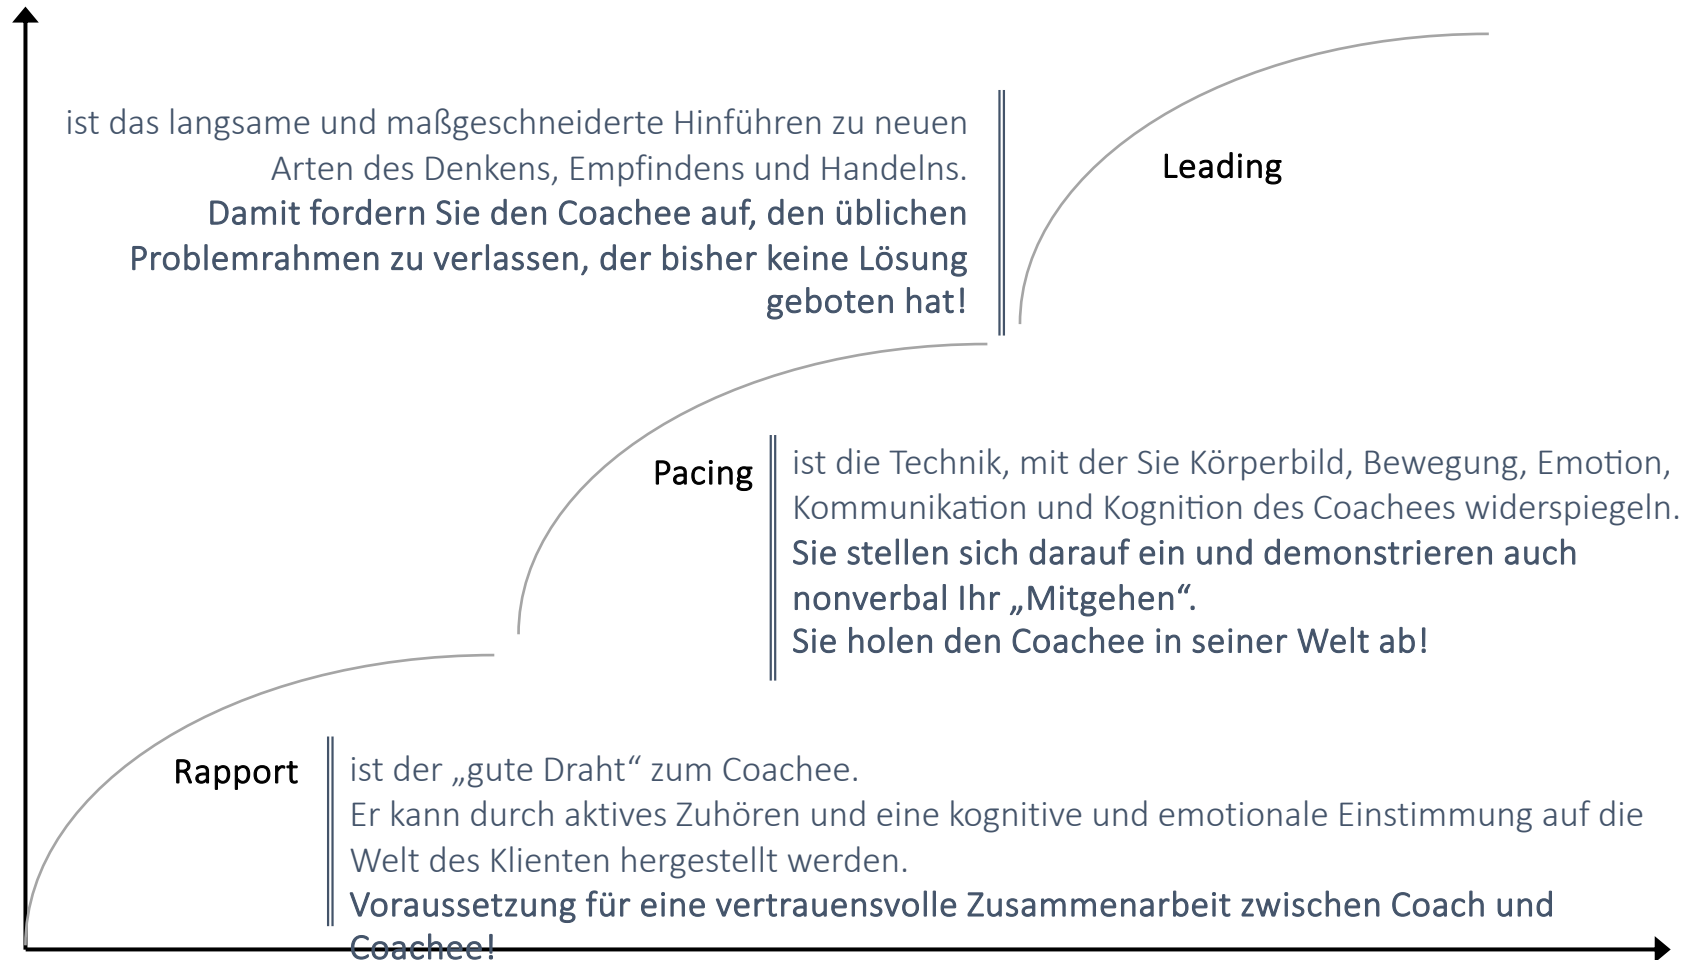 ist das langsame und maßgeschneiderte Hinführen zu neuen
Arten des Denkens, Empfindens und Handelns.
Damit fordern Sie den Coachee auf, den üblichen
Problemrahmen zu verlassen, der bisher keine Lösung
geboten hat!
Leading
Pacing
ist die Technik, mit der Sie Körperbild, Bewegung, Emotion,
Kommunikation und Kognition des Coachees widerspiegeln.
Sie stellen sich darauf ein und demonstrieren auch
nonverbal Ihr „Mitgehen“.
Sie holen den Coachee in seiner Welt ab!
Rapport
ist der „gute Draht“ zum Coachee.
Er kann durch aktives Zuhören und eine kognitive und emotionale Einstimmung auf die
Welt des Klienten hergestellt werden.
Voraussetzung für eine vertrauensvolle Zusammenarbeit zwischen Coach und
Coachee!